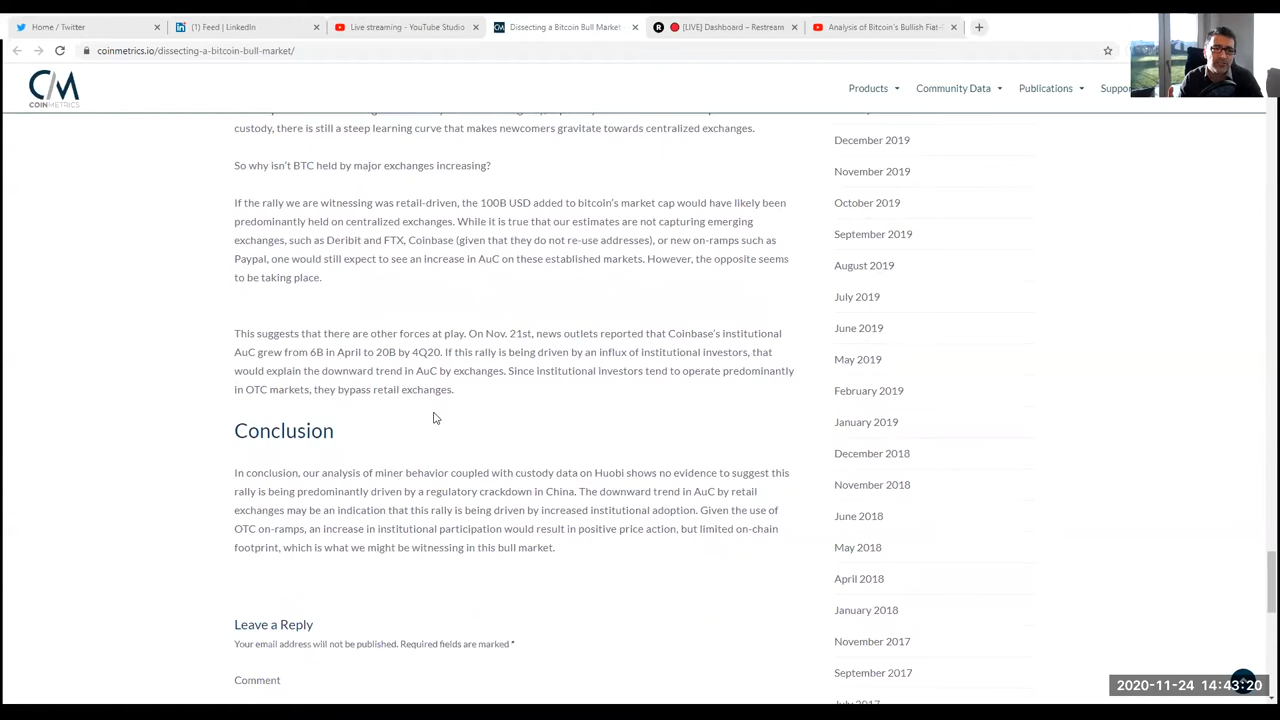 Home / Twitter
(1) Feed | LinkedIn
Live streaming - YouTube Studio
Dissecting a Bitcoin Bull Market
[LIVE] Dashboard – Restream
Analysis of Bitcoin's Bullish Fiat-
coinmetrics.io/dissecting-a-bitcoin-bull-market/
CM
COINMETRICS
Products
Community Data
Publications
custody, there is still a steep learning curve that makes newcomers gravitate towards centralized exchanges.
So why isn't BTC held by major exchanges increasing?
If the rally we are witnessing was retail-driven, the 100B USD added to bitcoin's market cap would have likely been
predominantly held on centralized exchanges. While it is true that our estimates are not capturing emerging
exchanges, such as Deribit and FTX, Coinbase (given that they do not re-use addresses), or new on-ramps such as
Paypal, one would still expect to see an increase in AuC on these established markets. However, the opposite seems
to be taking place.
This suggests that there are other forces at play. On Nov. 21st, news outlets reported that Coinbase's institutional
AuC grew from 6B in April to 20B by 4Q20. If this rally is being driven by an influx of institutional investors, that
would explain the downward trend in AuC by exchanges. Since institutional investors tend to operate predominantly
in OTC markets, they bypass retail exchanges.
Conclusion
In conclusion, our analysis of miner behavior coupled with custody data on Huobi shows no evidence to suggest this
rally is being predominantly driven by a regulatory crackdown in China. The downward trend in AuC by retail
exchanges may be an indication that this rally is being driven by increased institutional adoption. Given the use of
OTC on-ramps, an increase in institutional participation would result in positive price action, but limited on-chain
footprint, which is what we might be witnessing in this bull market.
Leave a Reply
Your email address will not be published. Required fields are marked *
Comment
December 2019
November 2019
October 2019
September 2019
August 2019
July 2019
June 2019
May 2019
February 2019
January 2019
December 2018
November 2018
June 2018
May 2018
April 2018
January 2018
November 2017
September 2017
2020-11-24 14:43:20